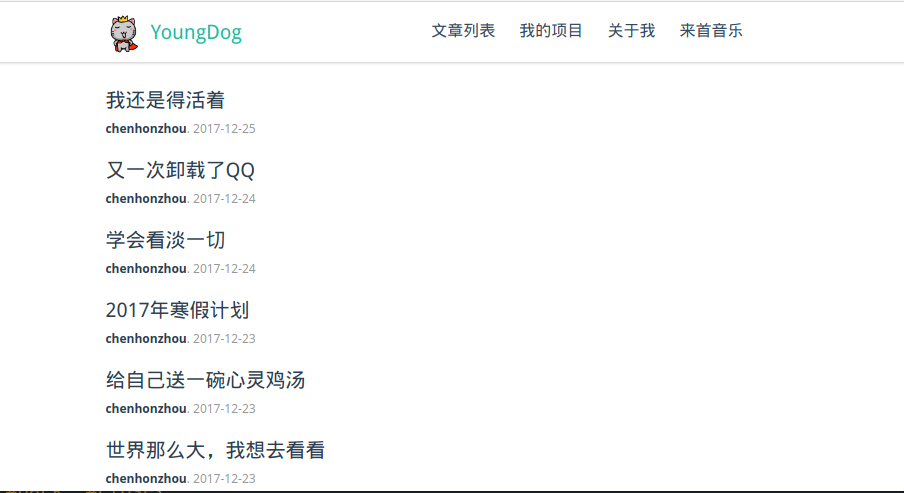 YoungDog 文章列表 我的项目 关于我 来首音乐
我还是得活着
chenhonzhou. 2017-12-25
又一次卸载了QQ
chenhonzhou. 2017-12-24
学会看淡一切
chenhonzhou. 2017-12-24
2017年寒假计划
chenhonzhou. 2017-12-23
给自己送一碗心灵鸡汤
chenhonzhou. 2017-12-23
世界那么大，我想去看看
chenhonzhou. 2017-12-23